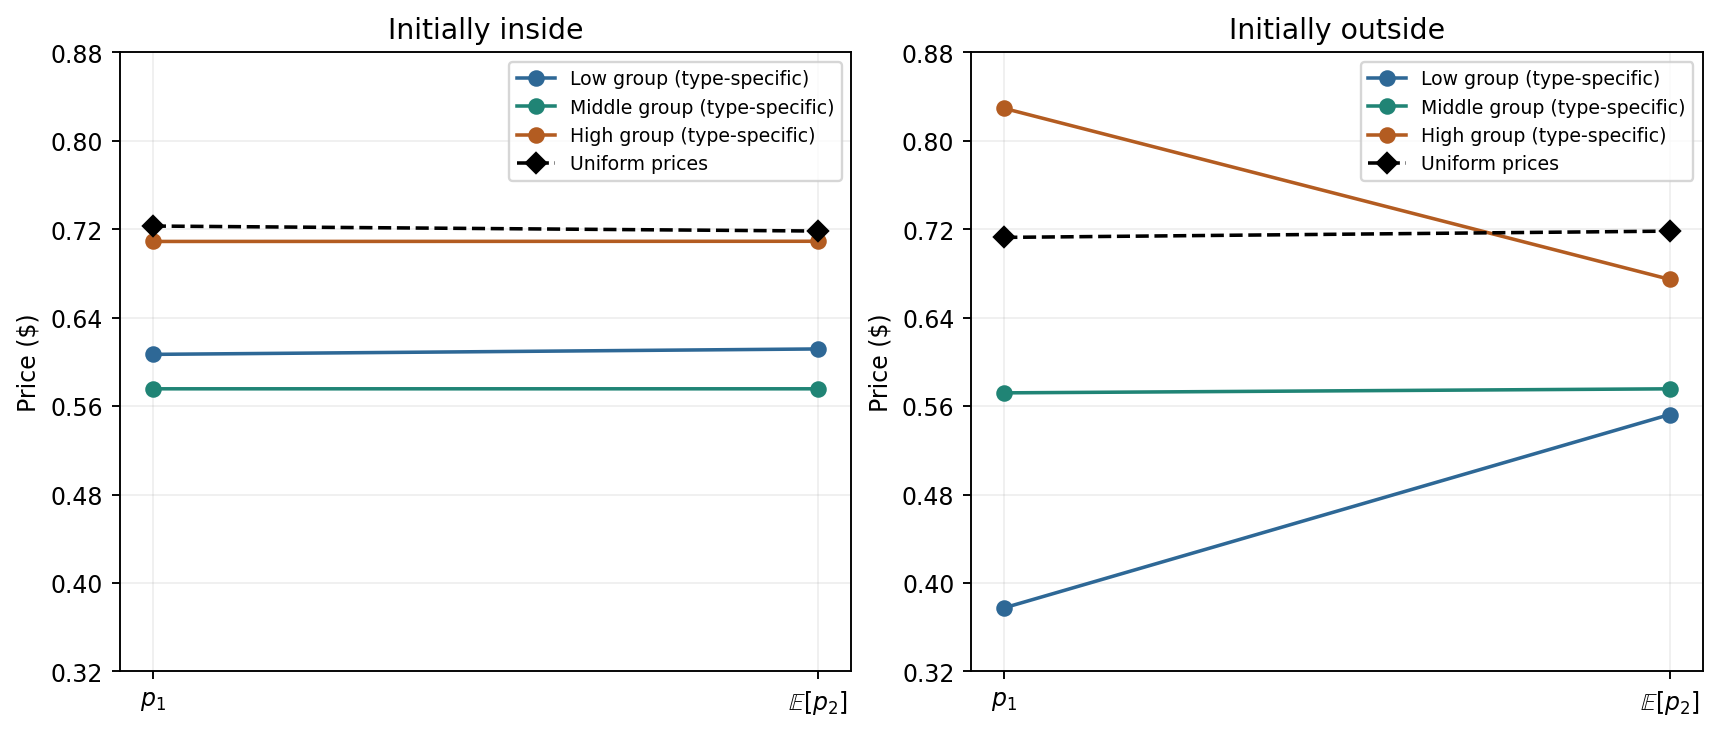 Initially inside
Price ($)
0.88
0.80
0.72
0.64
0.56
0.48
0.40
0.32
Low group (type-specific)
Middle group (type-specific)
High group (type-specific)
Uniform prices
p₁
𝔼[p₂]
Initially outside
Price ($)
0.88
0.80
0.72
0.64
0.56
0.48
0.40
0.32
Low group (type-specific)
Middle group (type-specific)
High group (type-specific)
Uniform prices
p₁
𝔼[p₂]